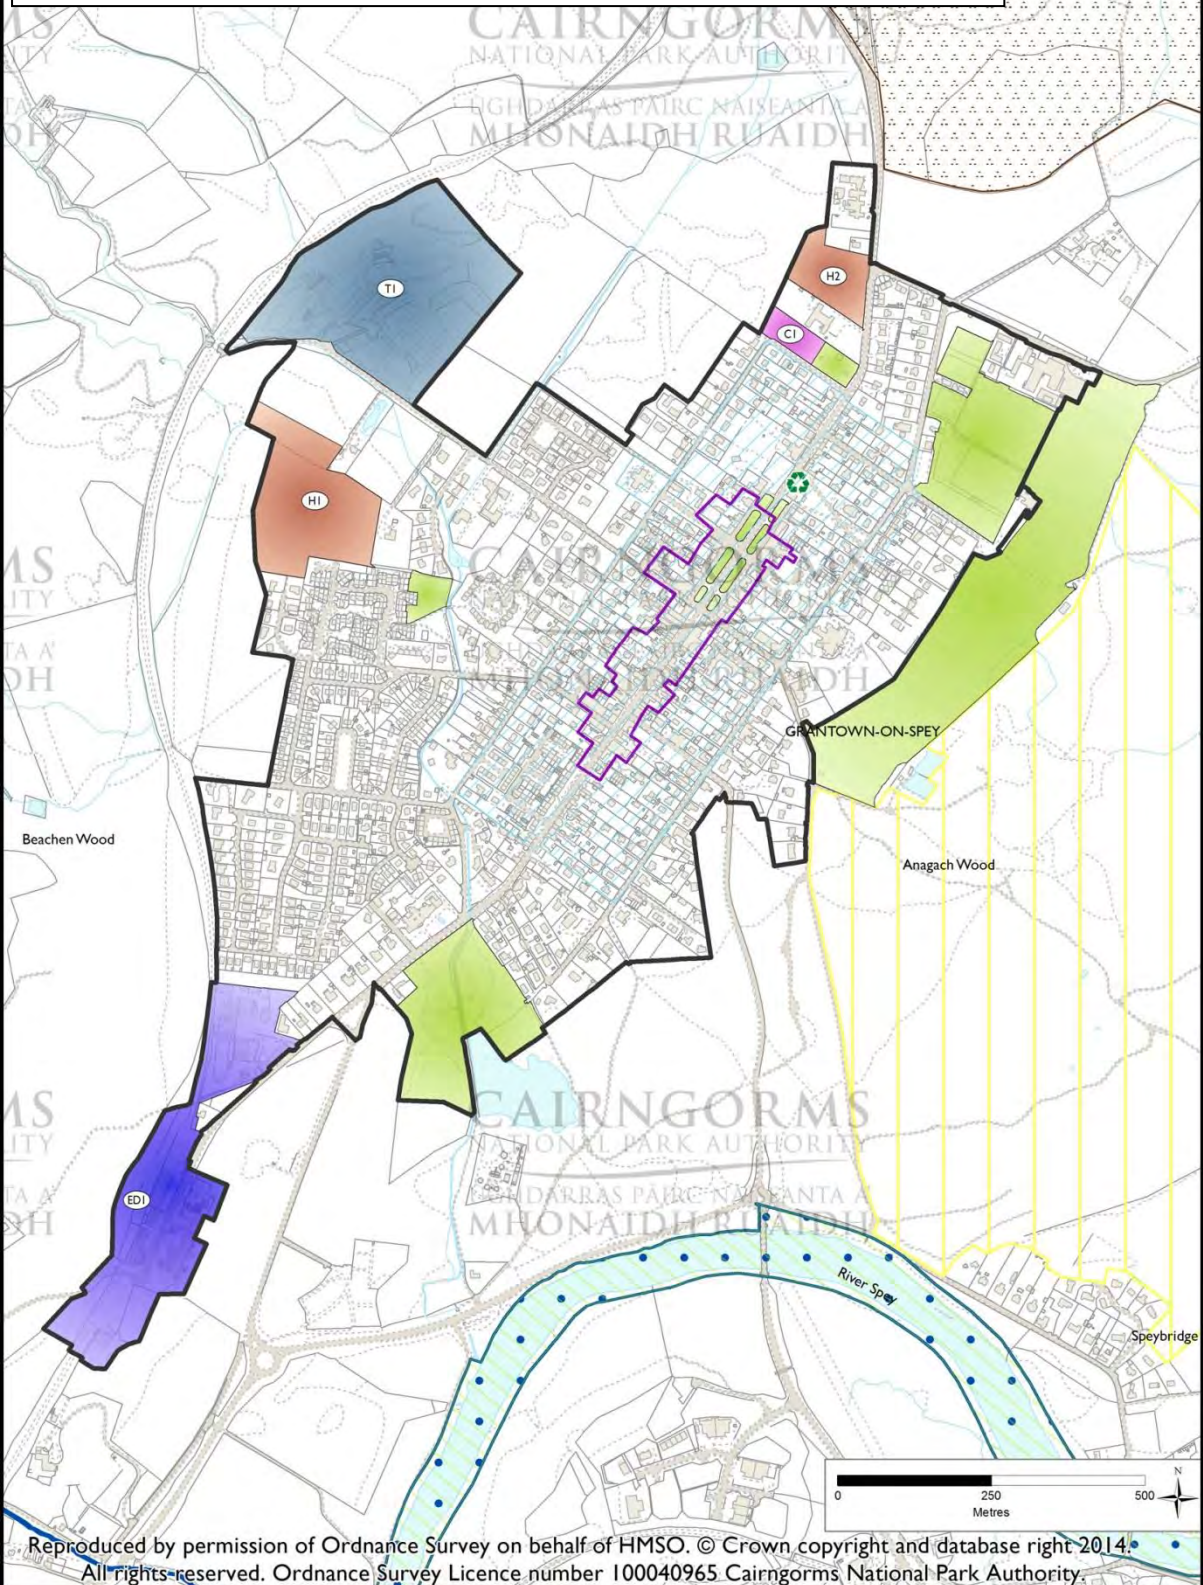 CAIRNGORMS
NATIONAL PARK AUTHORITY
ÙGHDARRAS PÀIRC NÀISEANTA A'
MHONAIDH RUAIDH
T1
H2
C1
H1
CAIRNGORMS
MHONAIDH RUAIDH
GRANTOWN-ON-SPEY
Beachen Wood
Anagach Wood
CAIRNGORMS
NATIONAL PARK AUTHORITY
ÙGHDARRAS PÀIRC NÀISEANTA A'
MHONAIDH RUAIDH
ED1
River Spey
Speybridge
N
0 250 500
Metres
Reproduced by permission of Ordnance Survey on behalf of HMSO. © Crown copyright and database right 2014.
All rights reserved. Ordnance Survey Licence number 100040965 Cairngorms National Park Authority.